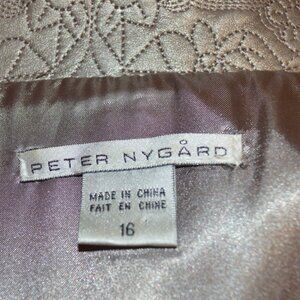 PETER NYGÅRD
MADE IN CHINA
FAIT EN CHINE
16